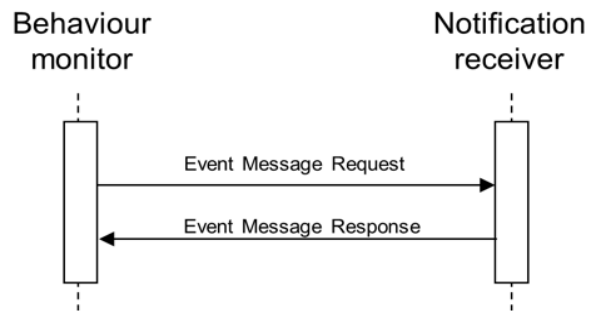 Behaviour
monitor
Notification
receiver
Event Message Request
Event Message Response